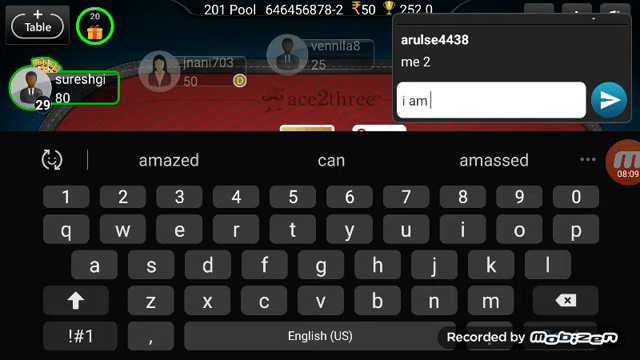 +
Table
20
201 Pool 646456878-2 ₹50 🏆 252.0
arulse4438
me 2
i am
sureshgi
80
29
jnani703
50
D
vennila8
25
ace2three
08:09
amazed can amassed
1 2 3 4 5 6 7 8 9 0
q w e r t y u i o p
a s d f g h j k l
z x c v b n m
!#1 , English (US)
Recorded by MOBIZEN